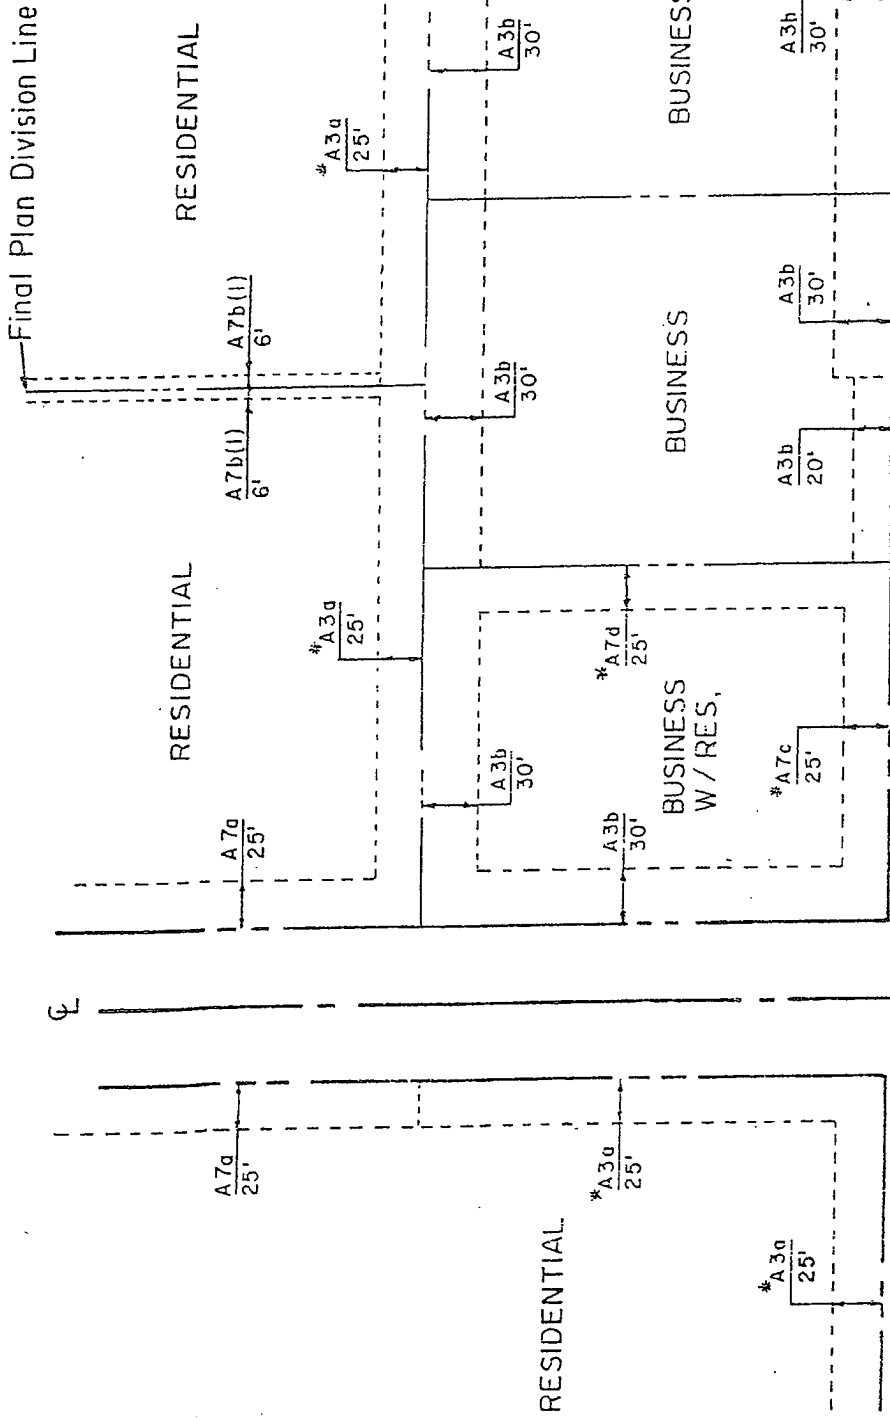 Final Plan Division Line
RESIDENTIAL
*A3a
25'
A3b
30'
BUSINESS
A3b
30'
A7b(1)
6'
A7b(1)
6'
A3b
30'
BUSINESS
A3b
30'
A3b
20'
RESIDENTIAL
*A3a
25'
*A7d
25'
A7a
25'
A3b
30'
A3b
30'
BUSINESS
W/RES,
*A7c
25'
℄
A7a
25'
*A3a
25'
RESIDENTIAL
*A3a
25'